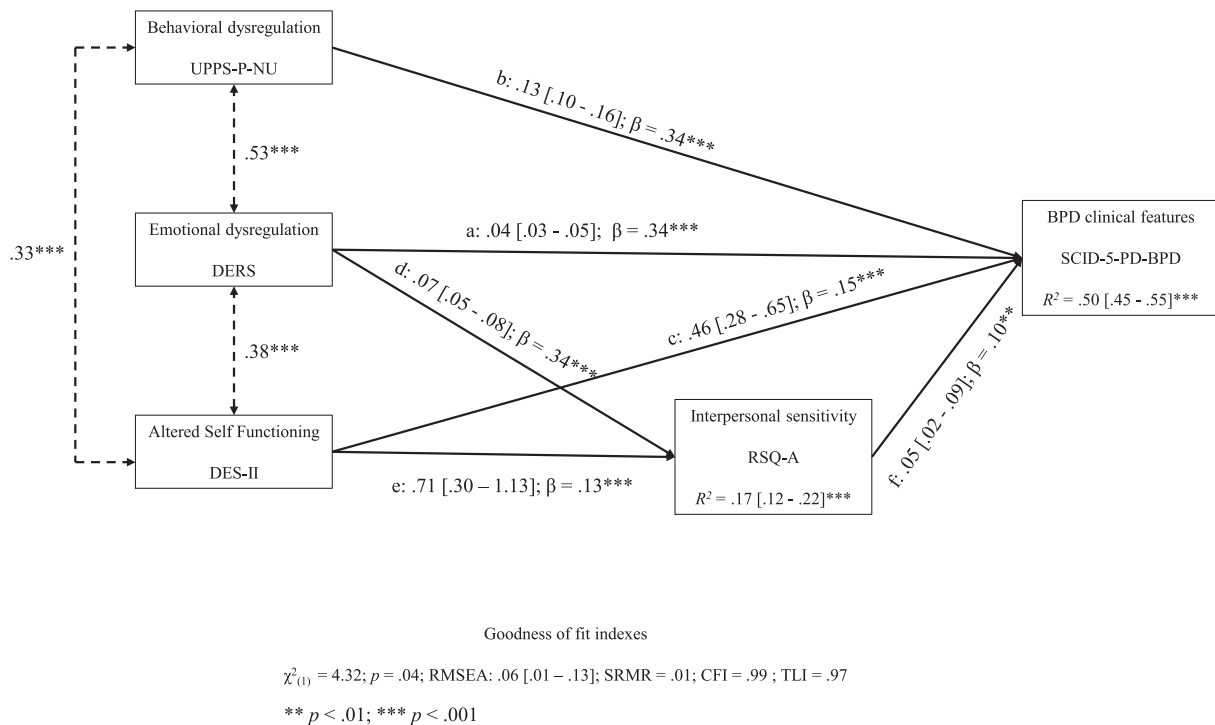 Behavioral dysregulation
UPPS-P-NU
b: .13 [.10 - .16]; β = .34***
.53***
Emotional dysregulation
DERS
a: .04 [.03 - .05]; β = .34***
BPD clinical features
SCID-5-PD-BPD
R² = .50 [.45 - .55]***
.33***
d: .07 [.05 - .08]; β = .34***
c: .46 [.28 - .65]; β = .15***
.38***
f: .05 [.02 - .09]; β = .10**
Altered Self Functioning
DES-II
e: .71 [.30 – 1.13]; β = .13***
Interpersonal sensitivity
RSQ-A
R² = .17 [.12 - .22]***
Goodness of fit indexes
χ²₍₁₎ = 4.32; p = .04; RMSEA: .06 [.01 – .13]; SRMR = .01; CFI = .99 ; TLI = .97
** p < .01; *** p < .001